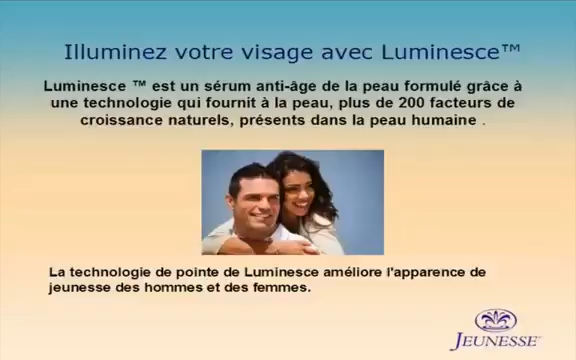 Illuminez votre visage avec Luminesce™
Luminesce ™ est un sérum anti-âge de la peau formulé grâce à
une technologie qui fournit à la peau, plus de 200 facteurs de
croissance naturels, présents dans la peau humaine .
La technologie de pointe de Luminesce améliore l'apparence de
jeunesse des hommes et des femmes.
JEUNESSE